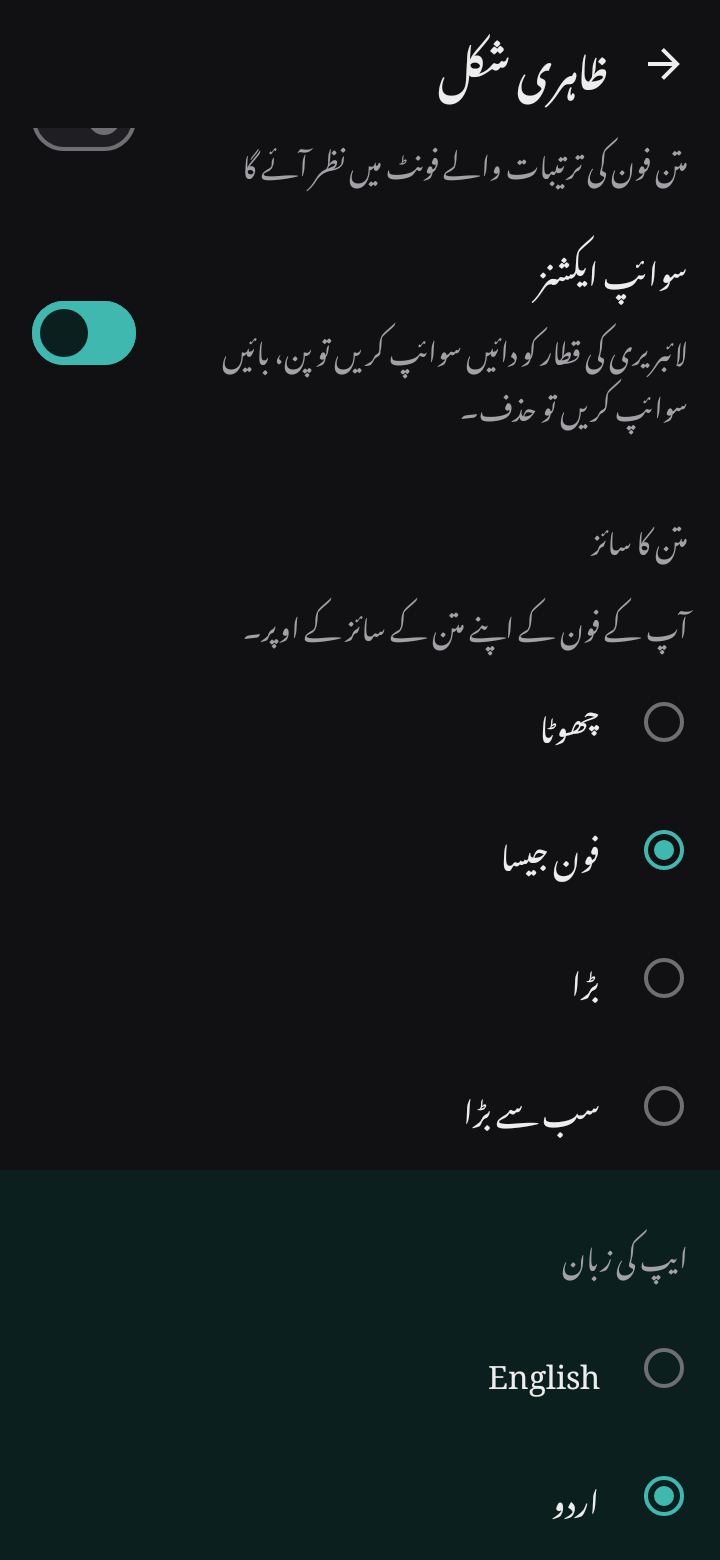 ظاہری شکل
متن فون کی ترتیبات والے فونٹ میں نظر آئے گا
سوائپ ایکشنز
لائبریری کی قطار کو دائیں سوائپ کریں تو پن، بائیں
سوائپ کریں تو حذف۔
متن کا سائز
آپ کے فون کے اپنے متن کے سائز کے اوپر۔
چھوٹا
فون جیسا
بڑا
سب سے بڑا
ایپ کی زبان
English
اردو